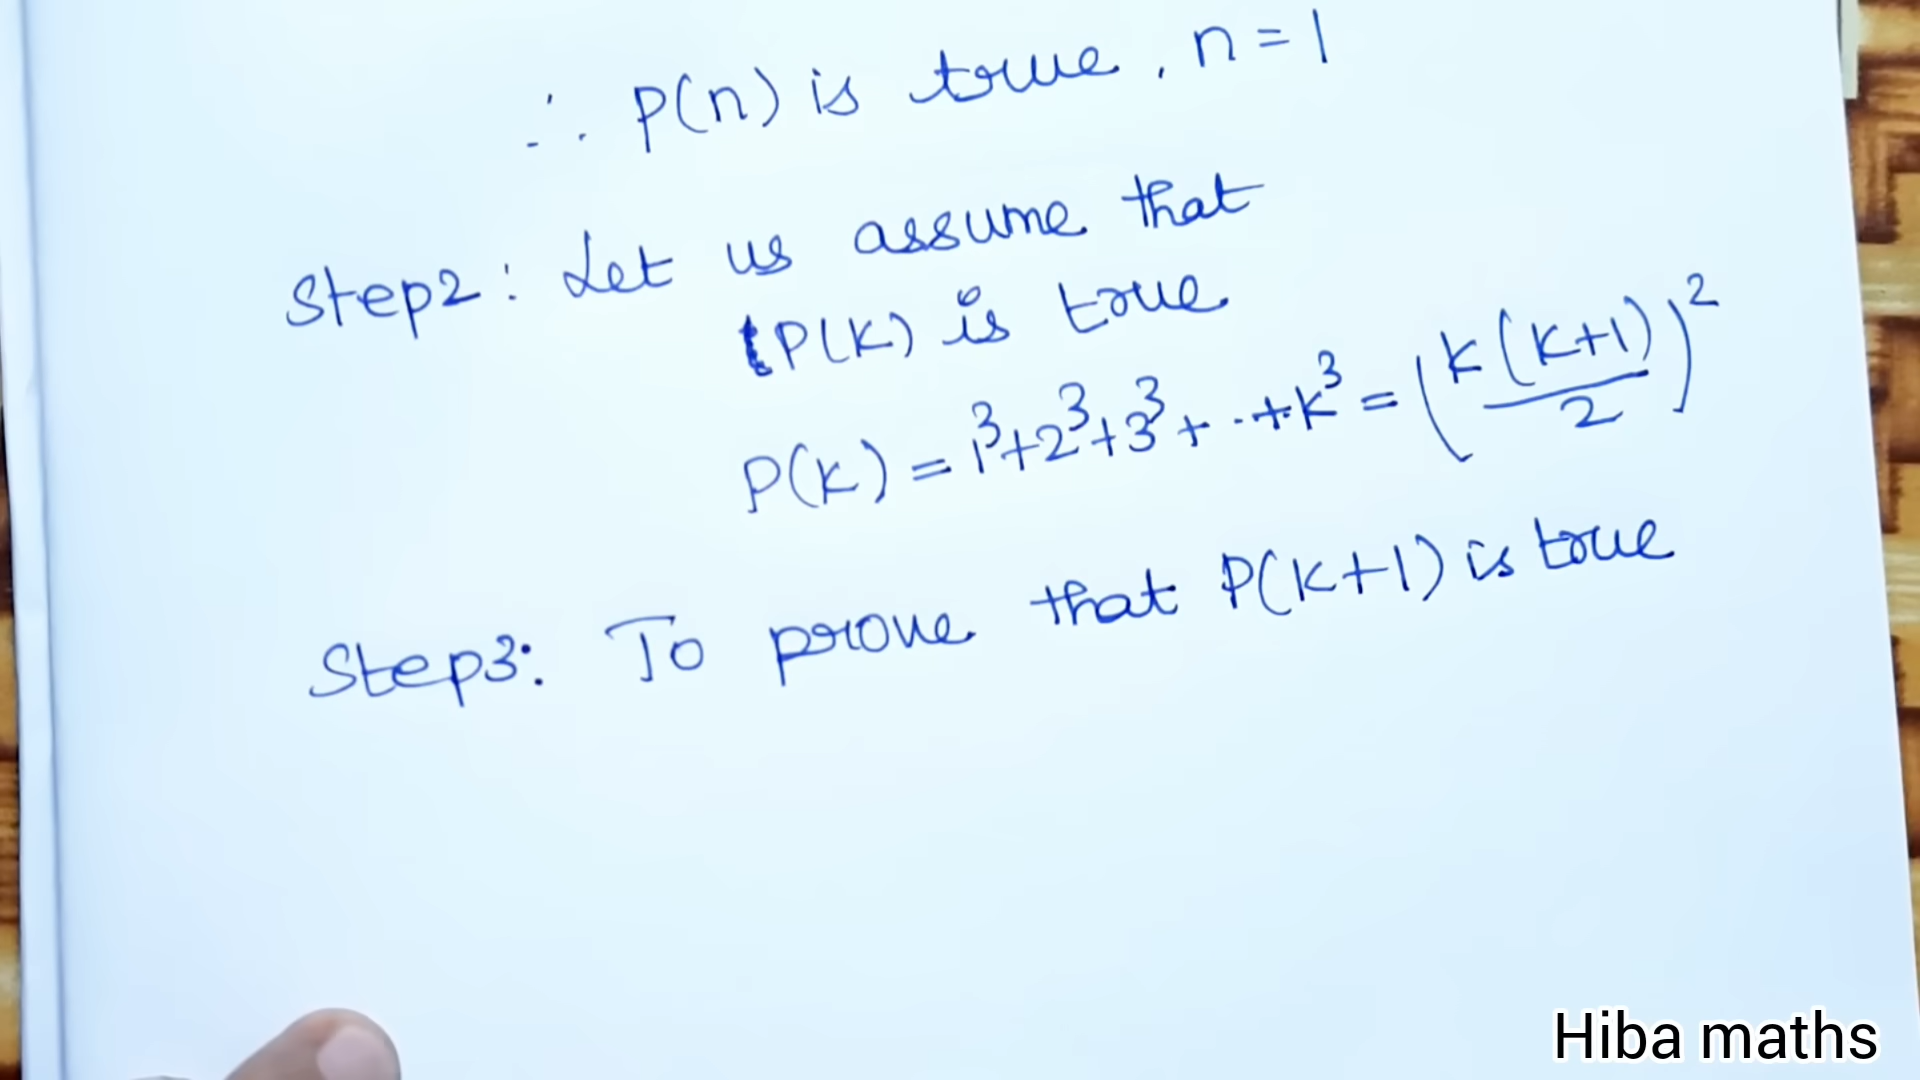 ∴ P(n) is true, n=1
Step2: Let us assume that
P(K) is true
P(K) = 1³+2³+3³+··+K³ = (K(K+1)/2)²
Step3: To prove that P(K+1) is true
Hiba maths